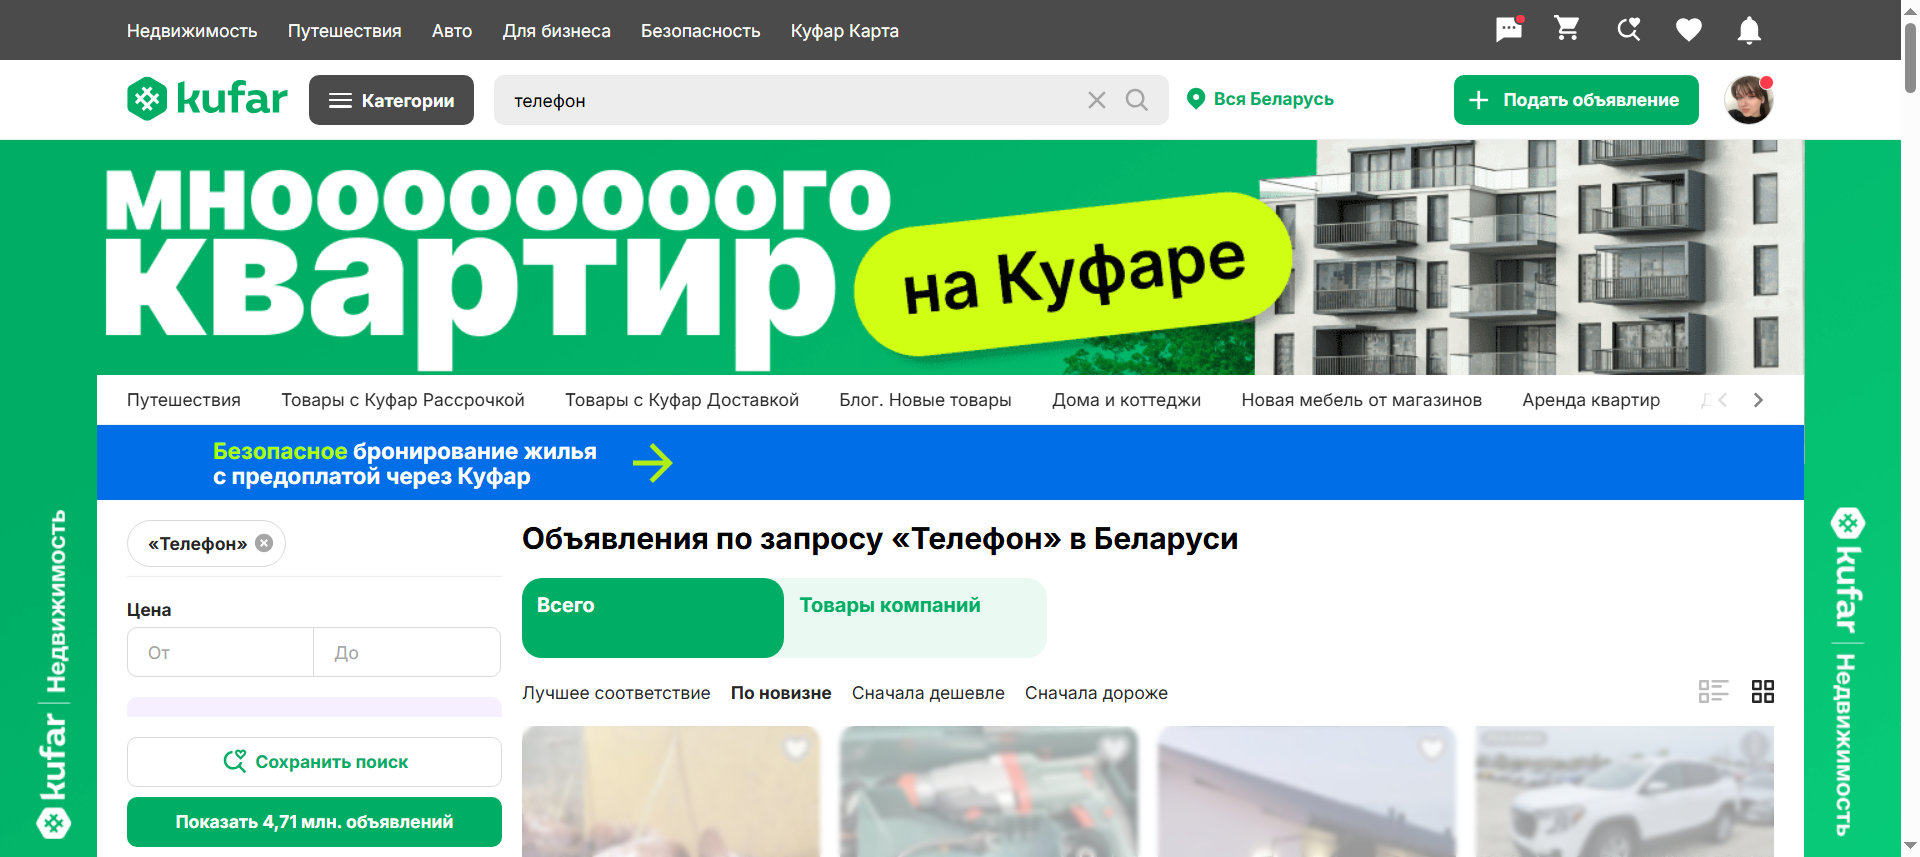 Недвижимость Путешествия Авто Для бизнеса Безопасность Куфар Карта
kufar Категории телефон Вся Беларусь Подать объявление
мнооооооооого
квартир
на Куфаре
Путешествия Товары с Куфар Рассрочкой Товары с Куфар Доставкой Блог. Новые товары Дома и коттеджи Новая мебель от магазинов Аренда квартир
Безопасное бронирование жилья
с предоплатой через Куфар
«Телефон»
Объявления по запросу «Телефон» в Беларуси
Цена
От До
Всего Товары компаний
Лучшее соответствие По новизне Сначала дешевле Сначала дороже
Сохранить поиск
Показать 4,71 млн. объявлений
kufar | Недвижимость
kufar | Недвижимость